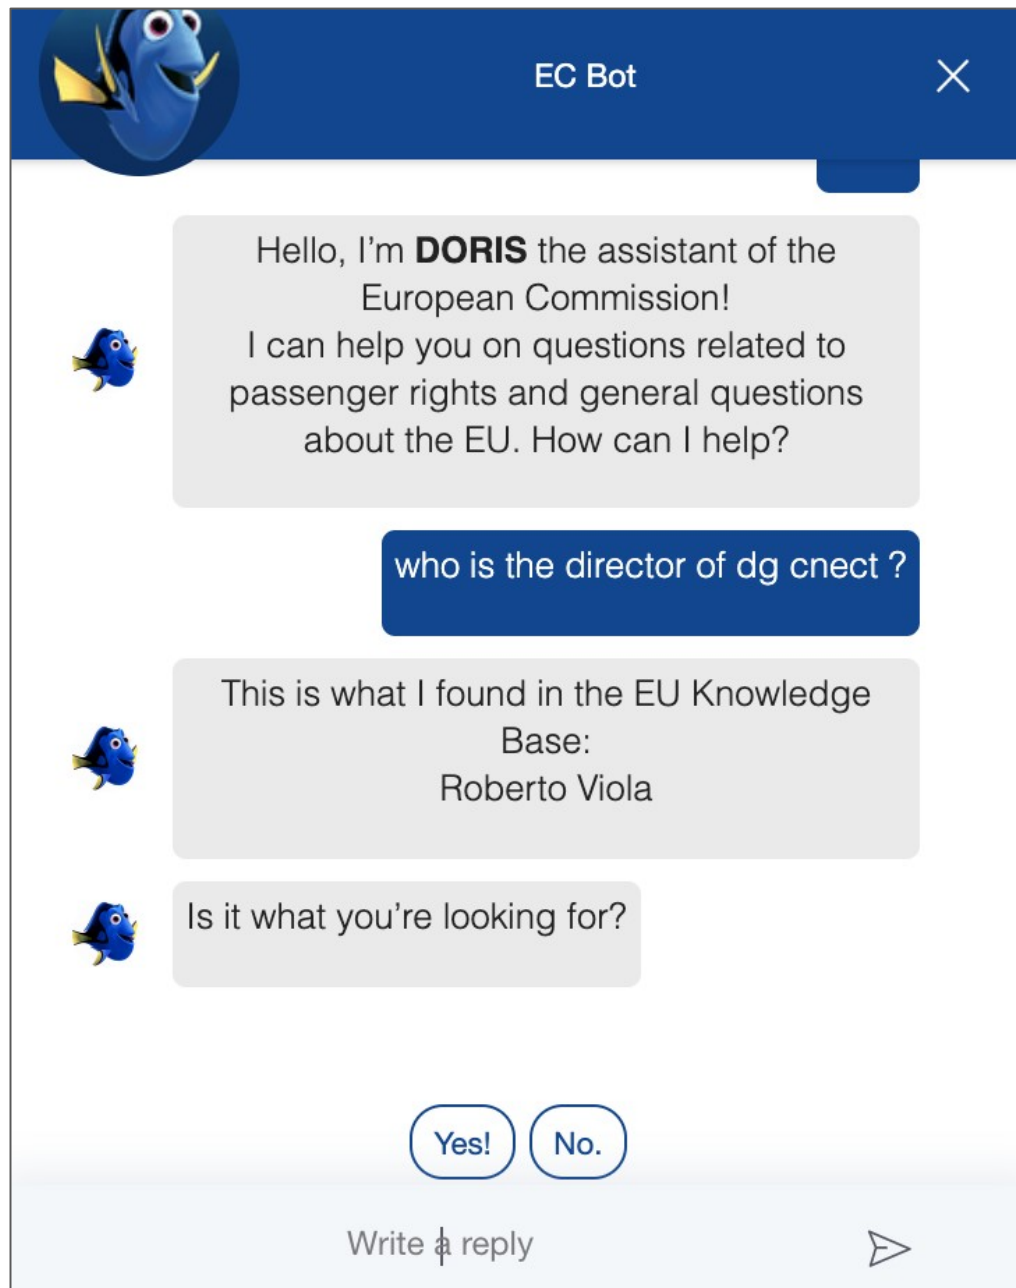 EC Bot
Hello, I'm DORIS the assistant of the
European Commission!
I can help you on questions related to
passenger rights and general questions
about the EU. How can I help?
who is the director of dg cnect ?
This is what I found in the EU Knowledge
Base:
Roberto Viola
Is it what you're looking for?
Yes!
No.
Write a reply